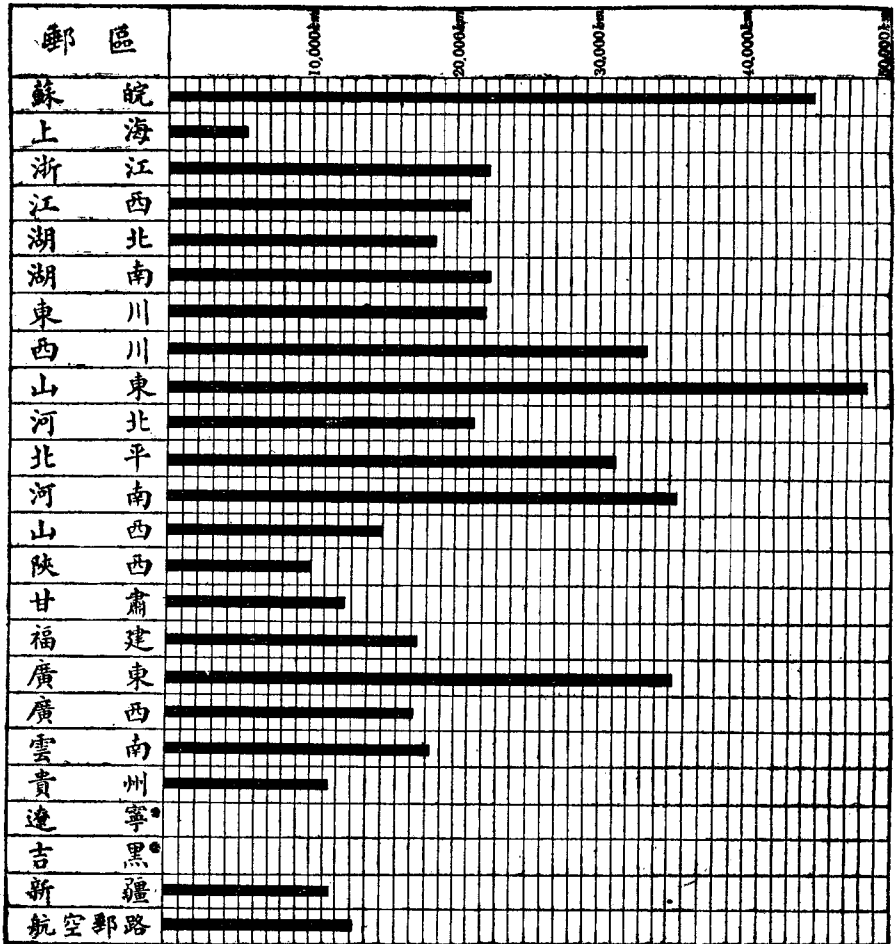 郵區 10,000km 20,000km 30,000km 40,000km 50,000km
蘇皖
上海
浙江
江西
湖北
湖南
東川
西川
山東
河北
北平
河南
山西
陝西
甘肅
福建
廣東
廣西
雲南
貴州
遼寧*
吉黑*
新疆
航空郵路